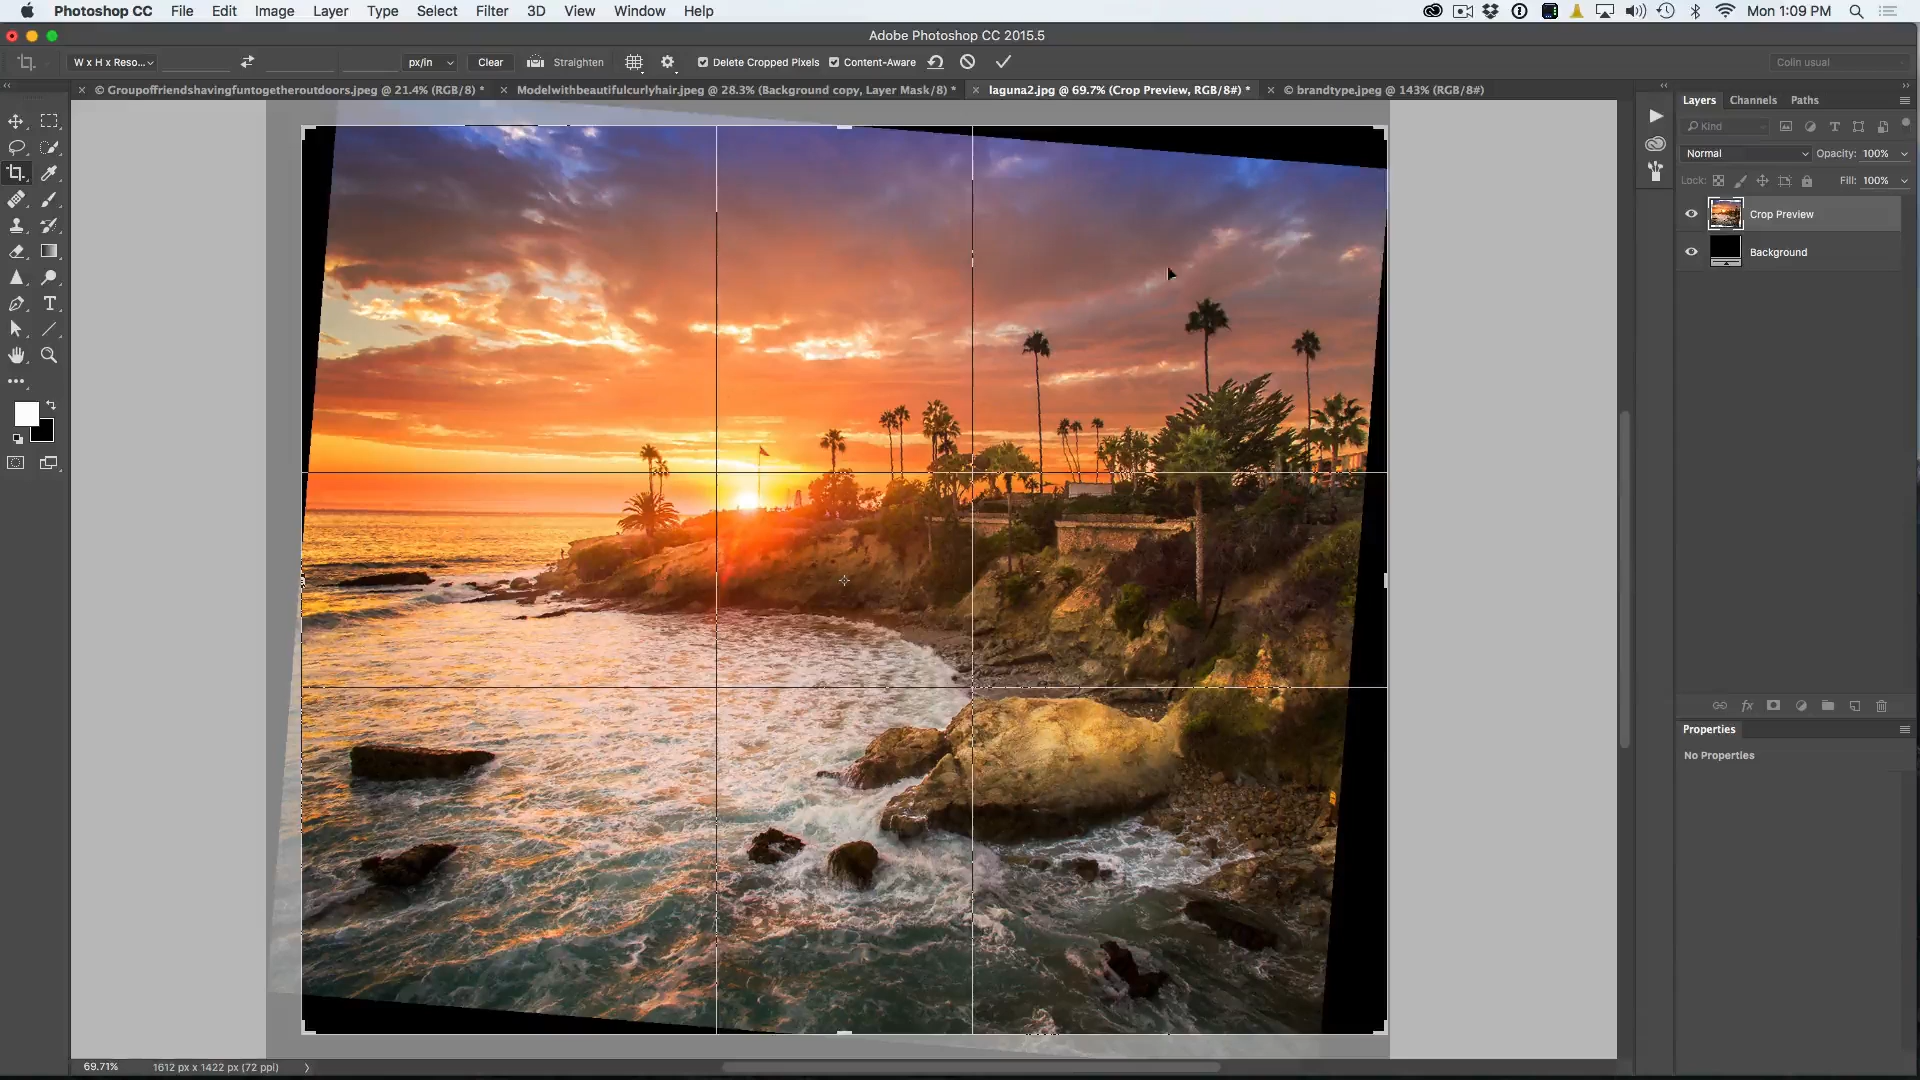 Photoshop CC File Edit Image Layer Type Select Filter 3D View Window Help Mon 1:09 PM
Adobe Photoshop CC 2015.5
W x H x Reso... px/in Clear Straighten Delete Cropped Pixels Content-Aware Colin usual
© Groupoffriendshavingfuntogetheroutdoors.jpeg @ 21.4% (RGB/8) * Modelwithbeautifulcurlyhair.jpeg @ 28.3% (Background copy, Layer Mask/8) * laguna2.jpg @ 69.7% (Crop Preview, RGB/8#) * © brandtype.jpeg @ 143% (RGB/8#)
Layers Channels Paths
Kind
Normal Opacity: 100%
Lock: Fill: 100%
Crop Preview
Background
fx
Properties
No Properties
69.71% 1612 px x 1422 px (72 ppi)